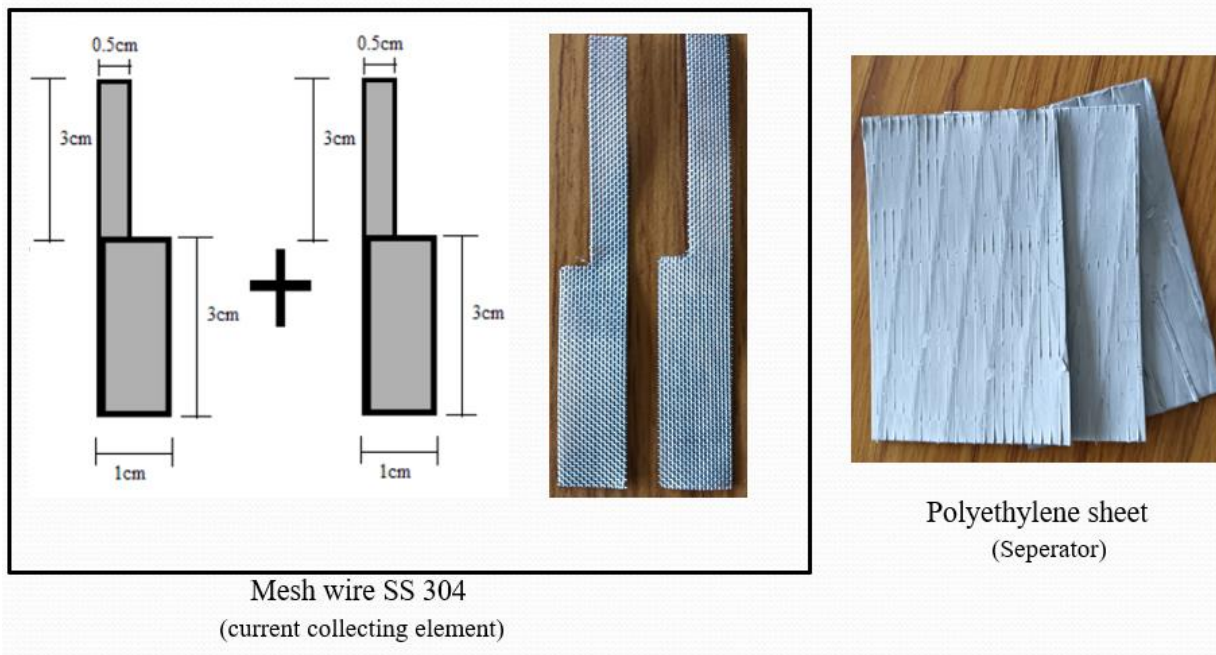 0.5cm
0.5cm
3cm
3cm
3cm
3cm
1cm
1cm
Mesh wire SS 304
(current collecting element)
Polyethylene sheet
(Seperator)